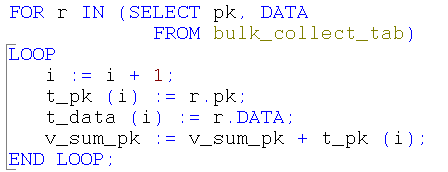 FOR r IN (SELECT pk, DATA
FROM bulk_collect_tab)
LOOP
i := i + 1;
t_pk (i) := r.pk;
t_data (i) := r.DATA;
v_sum_pk := v_sum_pk + t_pk (i);
END LOOP;